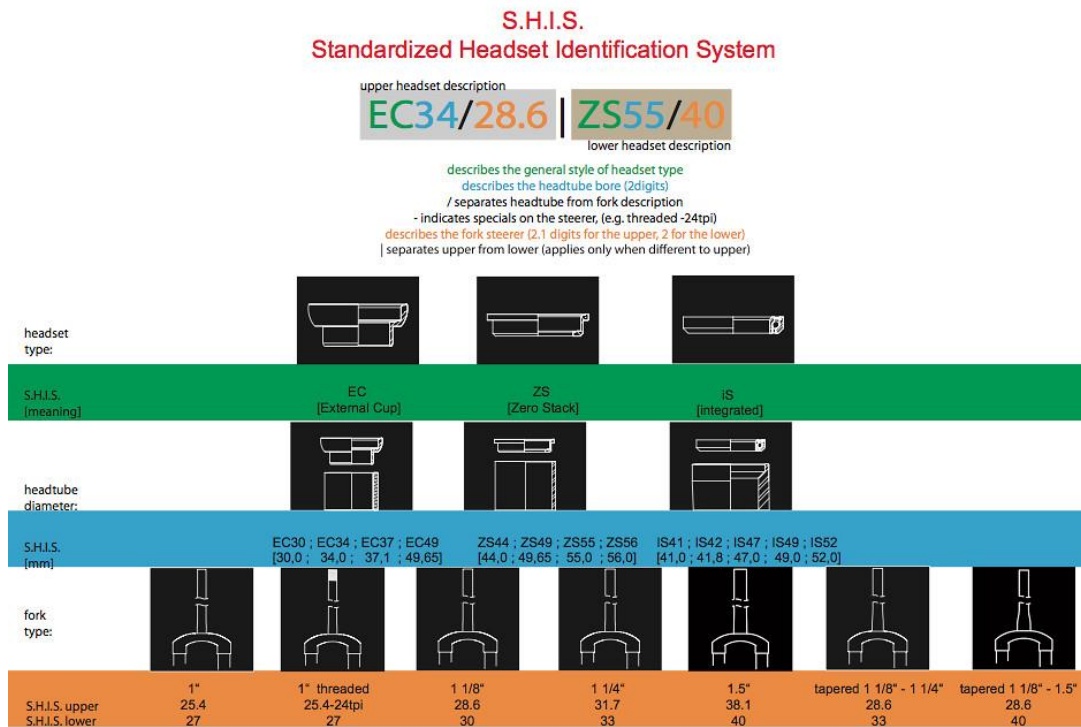 S.H.I.S.
Standardized Headset Identification System
upper headset description
EC34/28.6 | ZS55/40
lower headset description
describes the general style of headset type
describes the headtube bore (2digits)
/ separates headtube from fork description
- indicates specials on the steerer, (e.g. threaded -24tpi)
describes the fork steerer (2.1 digits for the upper, 2 for the lower)
| separates upper from lower (applies only when different to upper)
headset
type:
S.H.I.S. EC ZS iS
[meaning] [External Cup] [Zero Stack] [integrated]
headtube
diameter:
S.H.I.S. EC30 ; EC34 ; EC37 ; EC49 ZS44 ; ZS49 ; ZS55 ; ZS56 IS41 ; IS42 ; IS47 ; IS49 ; IS52
[mm] [30,0 ; 34,0 ; 37,1 ; 49,65] [44,0 ; 49,65 ; 55,0 ; 56,0] [41,0 ; 41,8 ; 47,0 ; 49,0 ; 52,0]
fork
type:
1" 1" threaded 1 1/8" 1 1/4" 1.5" tapered 1 1/8" - 1 1/4" tapered 1 1/8" - 1.5"
S.H.I.S. upper 25.4 25.4-24tpi 28.6 31.7 38.1 28.6 28.6
S.H.I.S. lower 27 27 30 33 40 33 40